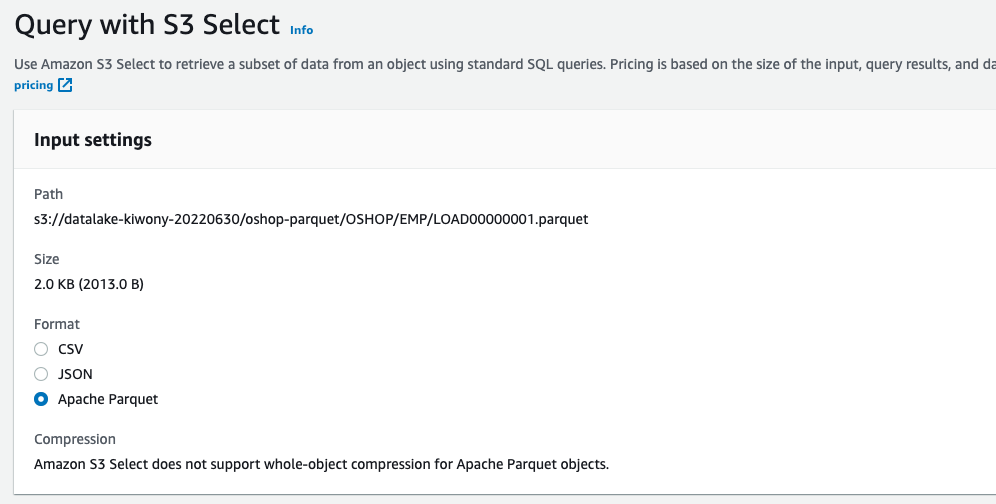 Query with S3 Select Info
Use Amazon S3 Select to retrieve a subset of data from an object using standard SQL queries. Pricing is based on the size of the input, query results, and da
pricing
Input settings
Path
s3://datalake-kiwony-20220630/oshop-parquet/OSHOP/EMP/LOAD00000001.parquet
Size
2.0 KB (2013.0 B)
Format
CSV
JSON
Apache Parquet
Compression
Amazon S3 Select does not support whole-object compression for Apache Parquet objects.